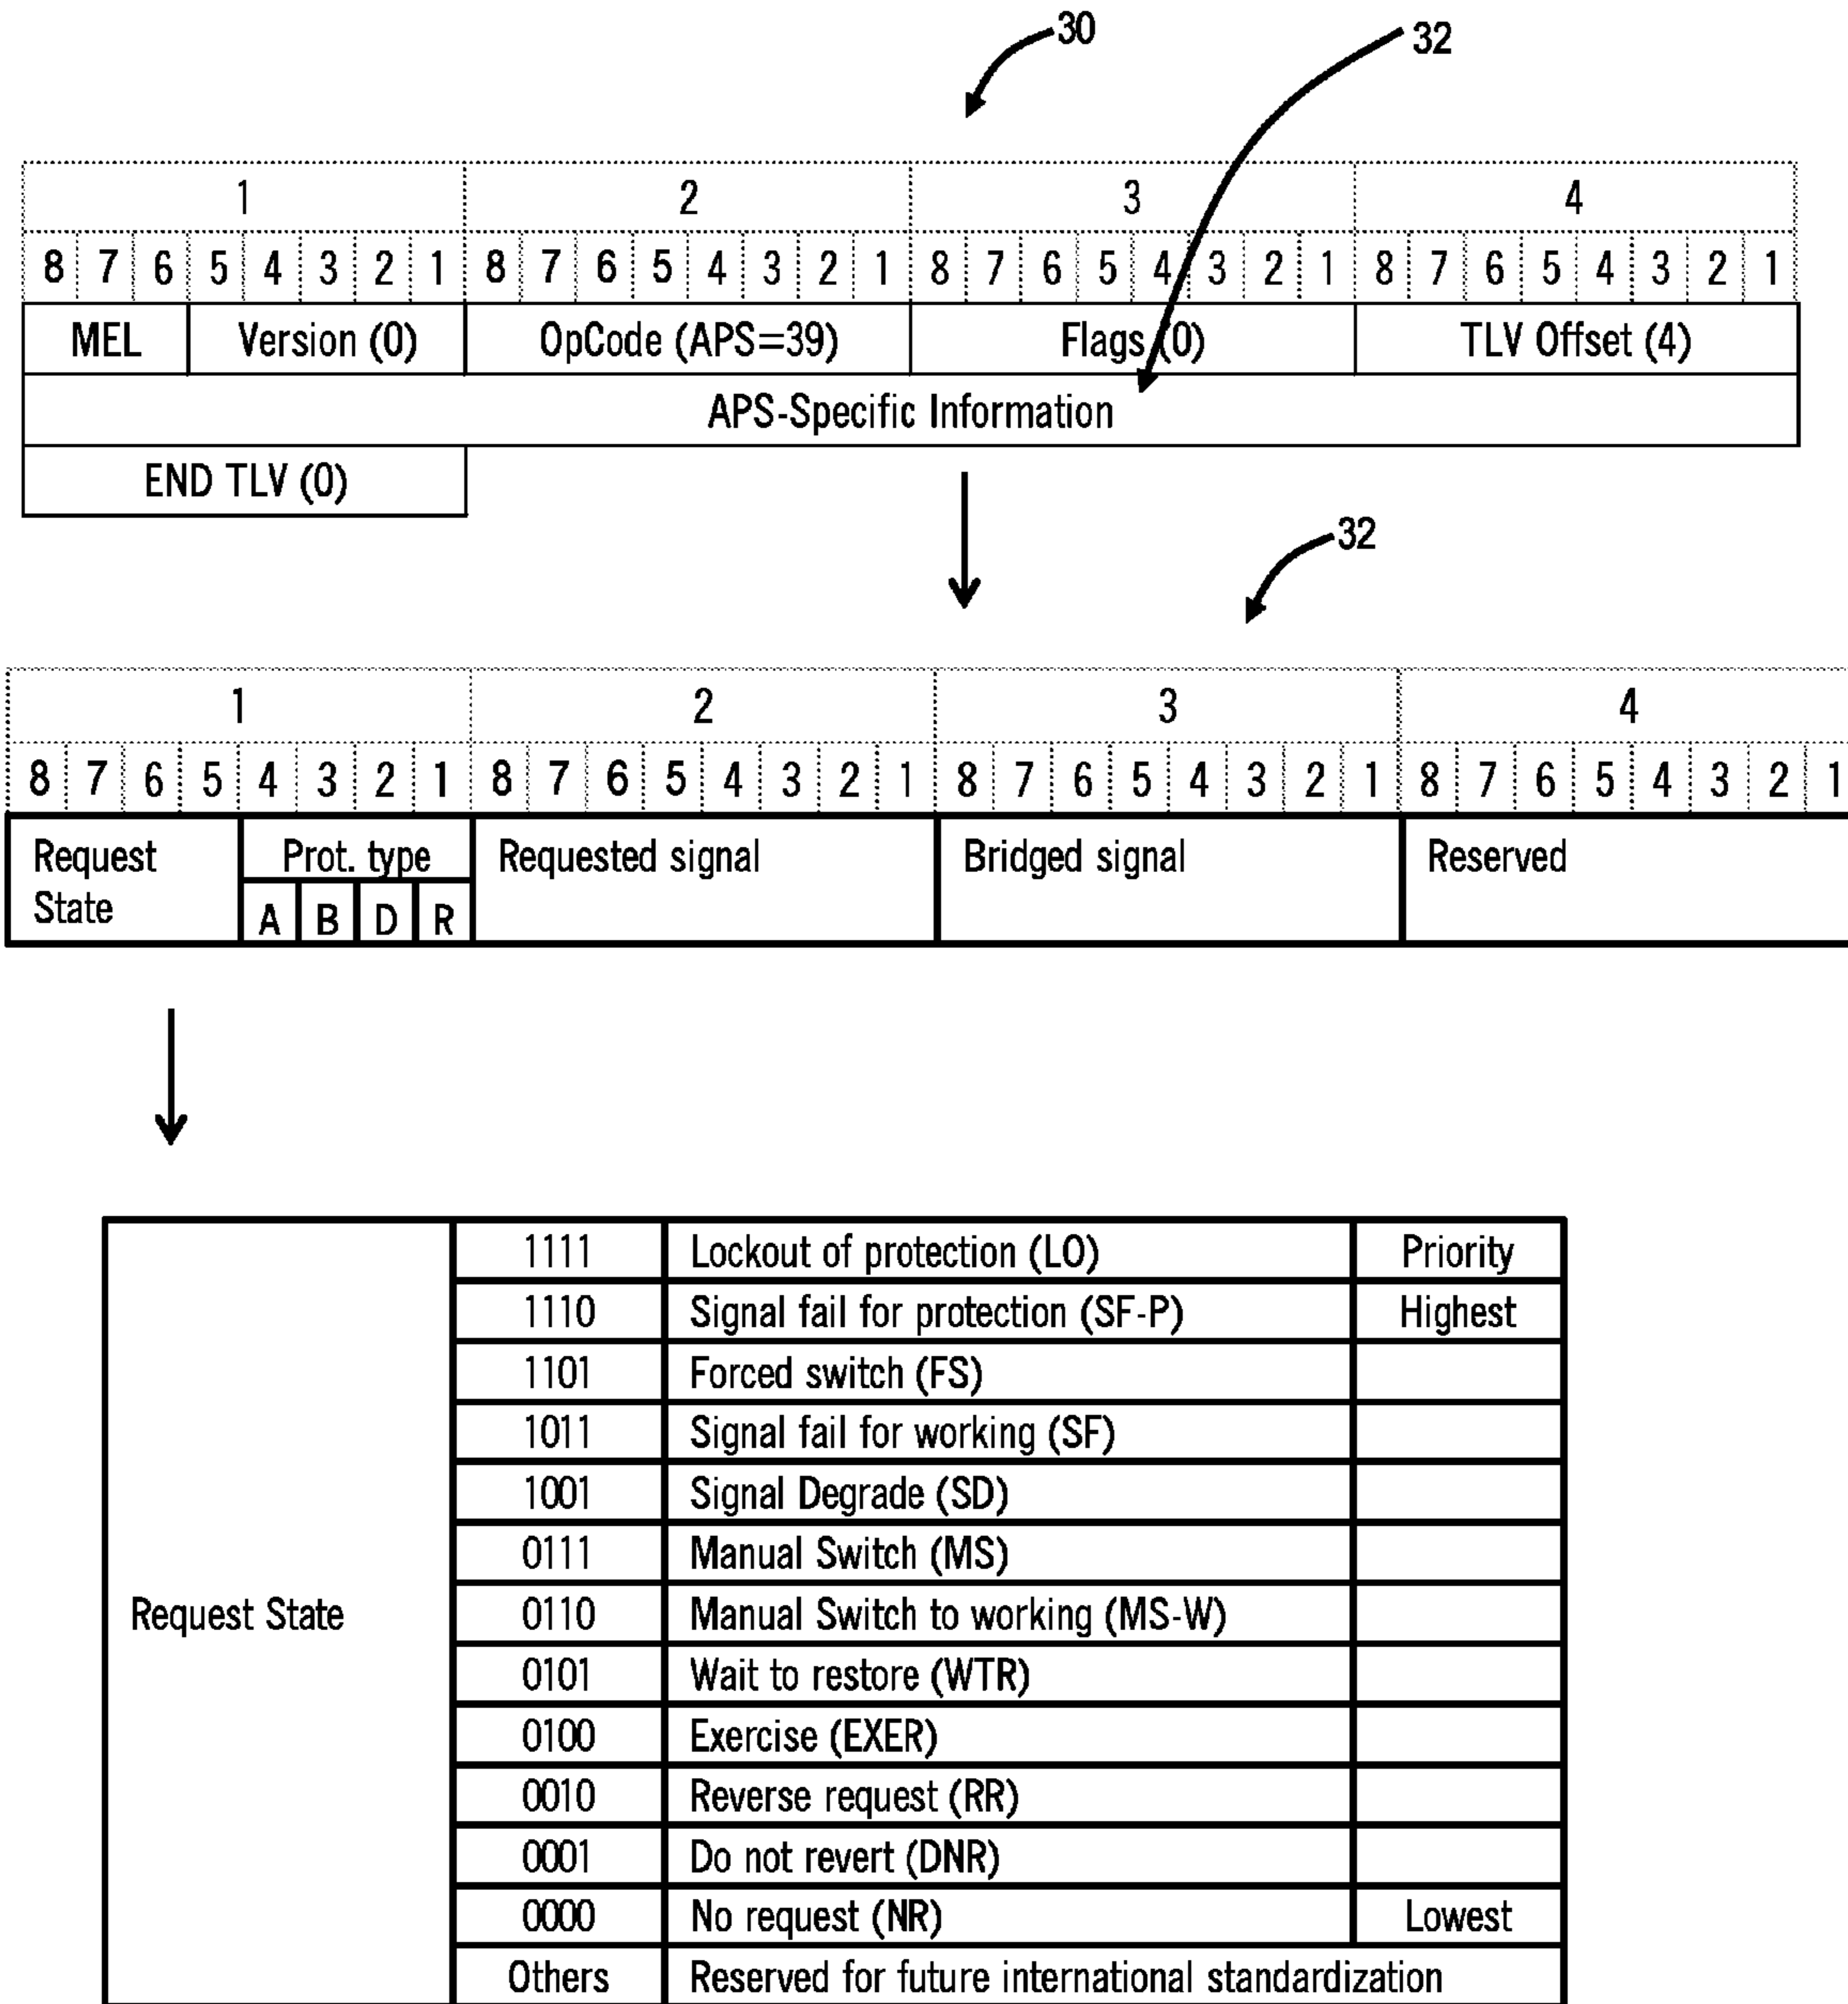 30
32
1 2 3 4
8 7 6 5 4 3 2 1 8 7 6 5 4 3 2 1 8 7 6 5 4 3 2 1 8 7 6 5 4 3 2 1
MEL Version (0) OpCode (APS=39) Flags (0) TLV Offset (4)
APS-Specific Information
END TLV (0)
32
1 2 3 4
8 7 6 5 4 3 2 1 8 7 6 5 4 3 2 1 8 7 6 5 4 3 2 1 8 7 6 5 4 3 2 1
Request State Prot. type Requested signal Bridged signal Reserved
A B D R
Request State
1111 Lockout of protection (LO) Priority
1110 Signal fail for protection (SF-P) Highest
1101 Forced switch (FS)
1011 Signal fail for working (SF)
1001 Signal Degrade (SD)
0111 Manual Switch (MS)
0110 Manual Switch to working (MS-W)
0101 Wait to restore (WTR)
0100 Exercise (EXER)
0010 Reverse request (RR)
0001 Do not revert (DNR)
0000 No request (NR) Lowest
Others Reserved for future international standardization